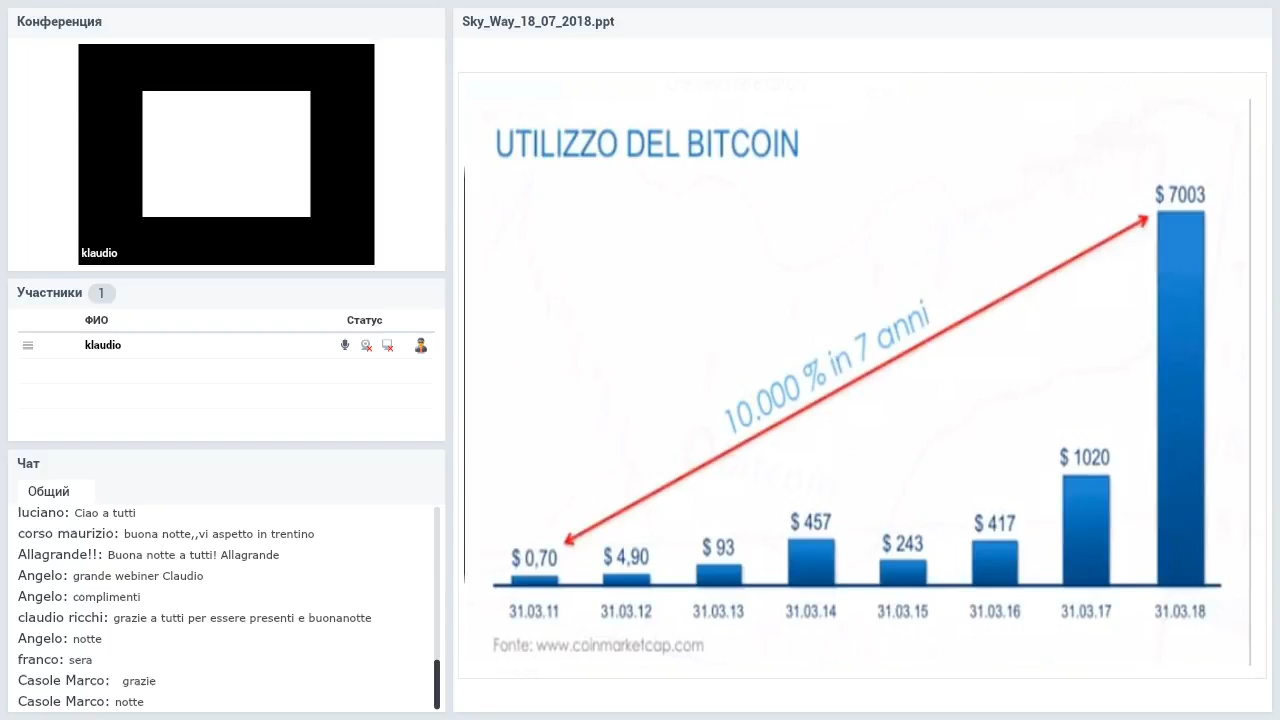 Конференция
klaudio
Участники 1
ФИО Статус
klaudio
Чат
Общий
luciano: Ciao a tutti
corso maurizio: buona notte,,vi aspetto in trentino
Allagrande!!: Buona notte a tutti! Allagrande
Angelo: grande webiner Claudio
Angelo: complimenti
claudio ricchi: grazie a tutti per essere presenti e buonanotte
Angelo: notte
franco: sera
Casole Marco: grazie
Casole Marco: notte
Sky_Way_18_07_2018.ppt
UTILIZZO DEL BITCOIN
10.000 % in 7 anni
$ 0,70 $ 4,90 $ 93 $ 457 $ 243 $ 417 $ 1020 $ 7003
31.03.11 31.03.12 31.03.13 31.03.14 31.03.15 31.03.16 31.03.17 31.03.18
Fonte: www.coinmarketcap.com